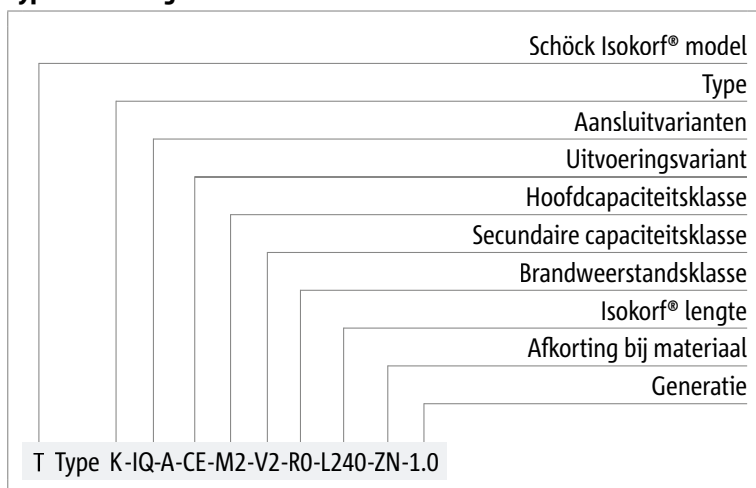 Schöck Isokorf® model
Type
Aansluitvarianten
Uitvoeringsvariant
Hoofdcapaciteitsklasse
Secundaire capaciteitsklasse
Brandweerstandsklasse
Isokorf® lengte
Afkorting bij materiaal
Generatie
T Type K-IQ-A-CE-M2-V2-R0-L240-ZN-1.0